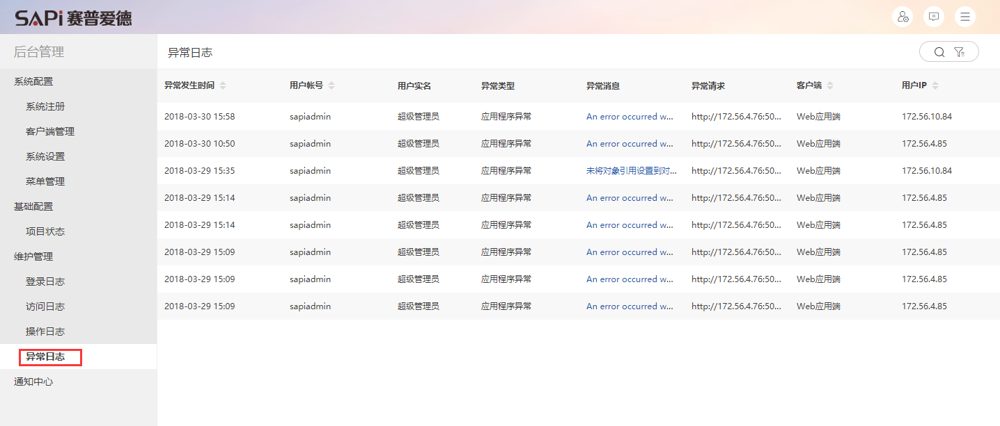 SAPi 赛普爱德
后台管理
系统配置
系统注册
客户端管理
系统设置
菜单管理
基础配置
项目状态
维护管理
登录日志
访问日志
操作日志
异常日志
通知中心
异常日志
异常发生时间 用户帐号 用户实名 异常类型 异常消息 异常请求 客户端 用户IP
2018-03-30 15:58 sapiadmin 超级管理员 应用程序异常 An error occurred w... http://172.56.4.76:50... Web应用端 172.56.10.84
2018-03-30 10:50 sapiadmin 超级管理员 应用程序异常 An error occurred w... http://172.56.4.76:50... Web应用端 172.56.4.85
2018-03-29 15:35 sapiadmin 超级管理员 应用程序异常 未将对象引用设置到对... http://172.56.4.76:50... Web应用端 172.56.10.84
2018-03-29 15:14 sapiadmin 超级管理员 应用程序异常 An error occurred w... http://172.56.4.76:50... Web应用端 172.56.4.85
2018-03-29 15:14 sapiadmin 超级管理员 应用程序异常 An error occurred w... http://172.56.4.76:50... Web应用端 172.56.4.85
2018-03-29 15:09 sapiadmin 超级管理员 应用程序异常 An error occurred w... http://172.56.4.76:50... Web应用端 172.56.4.85
2018-03-29 15:09 sapiadmin 超级管理员 应用程序异常 An error occurred w... http://172.56.4.76:50... Web应用端 172.56.4.85
2018-03-29 15:09 sapiadmin 超级管理员 应用程序异常 An error occurred w... http://172.56.4.76:50... Web应用端 172.56.4.85